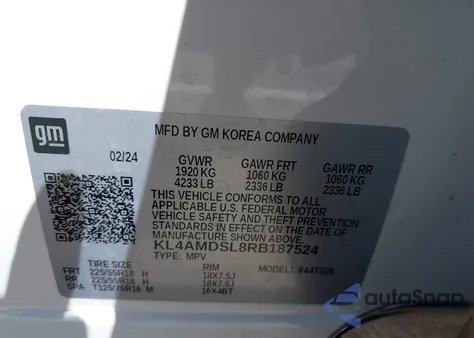 gm
MFD BY GM KOREA COMPANY
02/24 GVWR GAWR FRT GAWR RR
1920 KG 1060 KG 1060 KG
4233 LB 2336 LB 2336 LB
THIS VEHICLE CONFORMS TO ALL
APPLICABLE U.S. FEDERAL MOTOR
VEHICLE SAFETY AND THEFT PREVENTION
STANDARDS IN EFFECT ON THE DATE OF
MANUFACTURE SHOWN ABOVE.
KL4AMDSL8RB187524
TYPE: MPV
TIRE SIZE RIM
FRT 225/55R18 H 18X7.5J
RR 225/55R18 H 18X7.5J
SPA T125/70R16 M 16X4BT
autoSnap